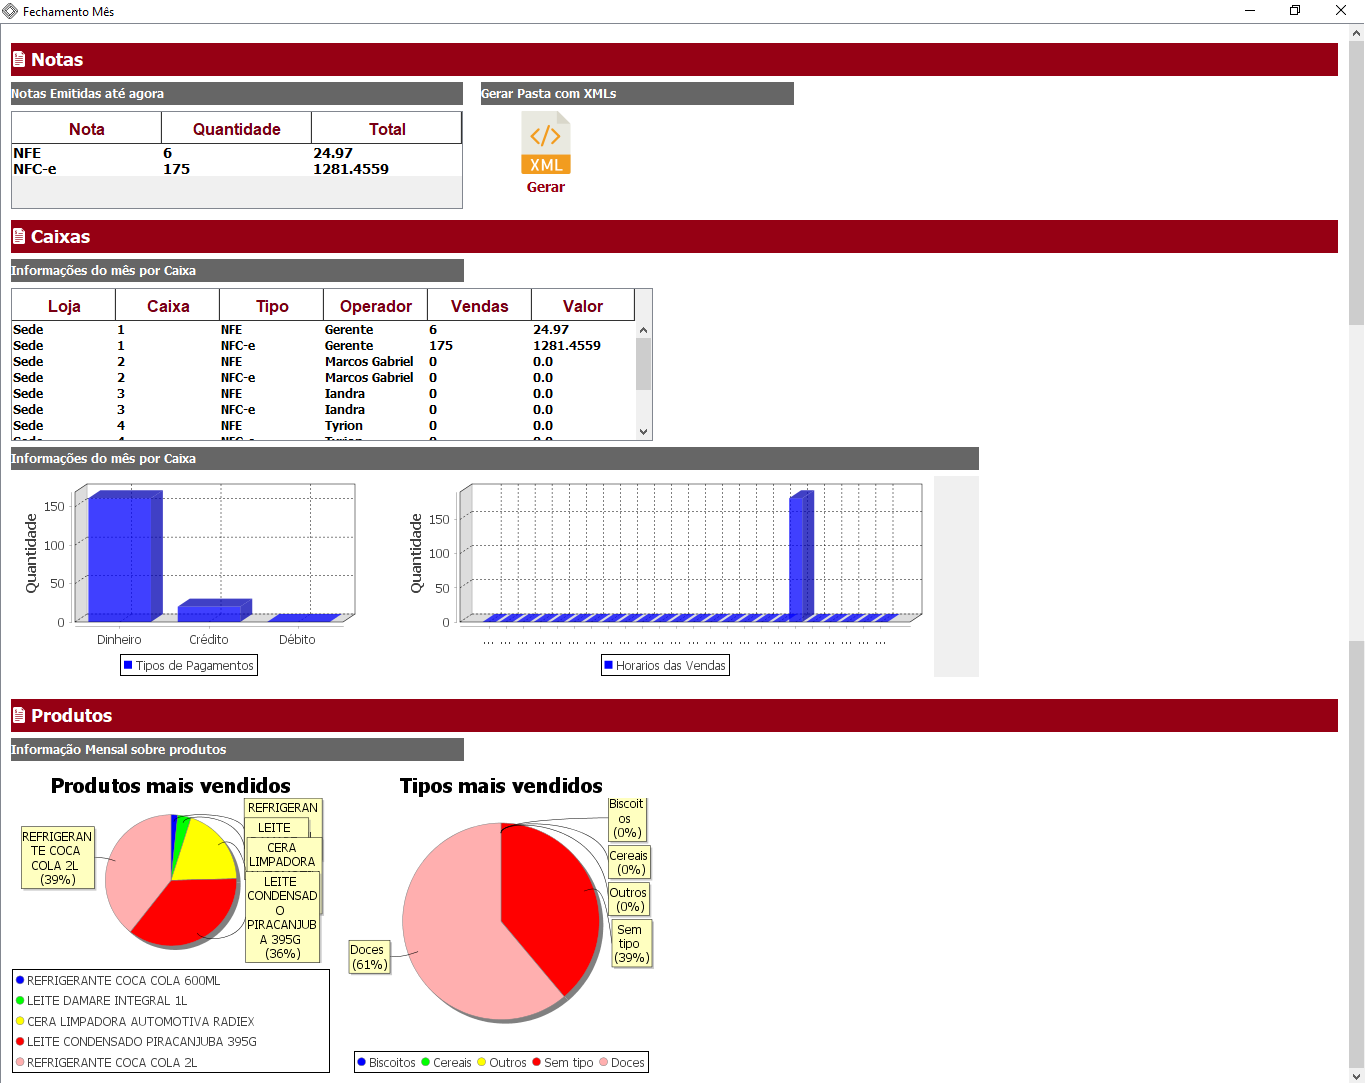 Fechamento Mês
Notas
Notas Emitidas até agora
Gerar Pasta com XMLs
Nota Quantidade Total
NFE 6 24.97
NFC-e 175 1281.4559
</> XML
Gerar
Caixas
Informações do mês por Caixa
Loja Caixa Tipo Operador Vendas Valor
Sede 1 NFE Gerente 6 24.97
Sede 1 NFC-e Gerente 175 1281.4559
Sede 2 NFE Marcos Gabriel 0 0.0
Sede 2 NFC-e Marcos Gabriel 0 0.0
Sede 3 NFE Iandra 0 0.0
Sede 3 NFC-e Iandra 0 0.0
Sede 4 NFE Tyrion 0 0.0
Informações do mês por Caixa
Quantidade
150
100
50
0
Dinheiro Crédito Débito
Tipos de Pagamentos
Quantidade
150
100
50
0
... ... ... ... ... ... ... ... ... ... ... ... ... ... ... ... ... ... ... ... ... ... ... ...
Horarios das Vendas
Produtos
Informação Mensal sobre produtos
Produtos mais vendidos
REFRIGERAN
TE COCA
COLA 2L
(39%)
REFRIGERAN
LEITE
CERA
LIMPADORA
LEITE
CONDENSAD
O
PIRACANJUB
A 395G
(36%)
REFRIGERANTE COCA COLA 600ML
LEITE DAMARE INTEGRAL 1L
CERA LIMPADORA AUTOMOTIVA RADIEX
LEITE CONDENSADO PIRACANJUBA 395G
REFRIGERANTE COCA COLA 2L
Tipos mais vendidos
Biscoit
os
(0%)
Cereais
(0%)
Outros
(0%)
Sem
tipo
(39%)
Doces
(61%)
Biscoitos Cereais Outros Sem tipo Doces